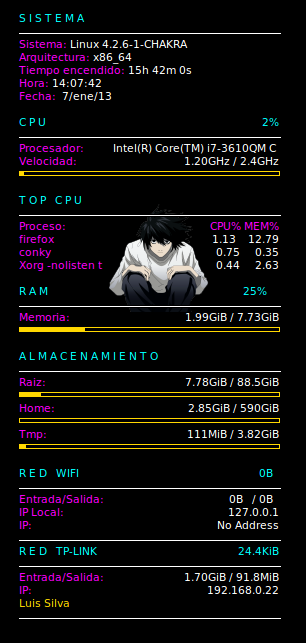 SISTEMA
Sistema: Linux 4.2.6-1-CHAKRA
Arquitectura: x86_64
Tiempo encendido: 15h 42m 0s
Hora: 14:07:42
Fecha: 7/ene/13
CPU 2%
Procesador: Intel(R) Core(TM) i7-3610QM C
Velocidad: 1.20GHz / 2.4GHz
TOP CPU
Proceso: CPU% MEM%
firefox 1.13 12.79
conky 0.75 0.35
Xorg -nolisten t 0.44 2.63
RAM 25%
Memoria: 1.99GiB / 7.73GiB
ALMACENAMIENTO
Raiz: 7.78GiB / 88.5GiB
Home: 2.85GiB / 590GiB
Tmp: 111MiB / 3.82GiB
RED WIFI 0B
Entrada/Salida: 0B / 0B
IP Local: 127.0.0.1
IP: No Address
RED TP-LINK 24.4KiB
Entrada/Salida: 1.70GiB / 91.8MiB
IP: 192.168.0.22
Luis Silva